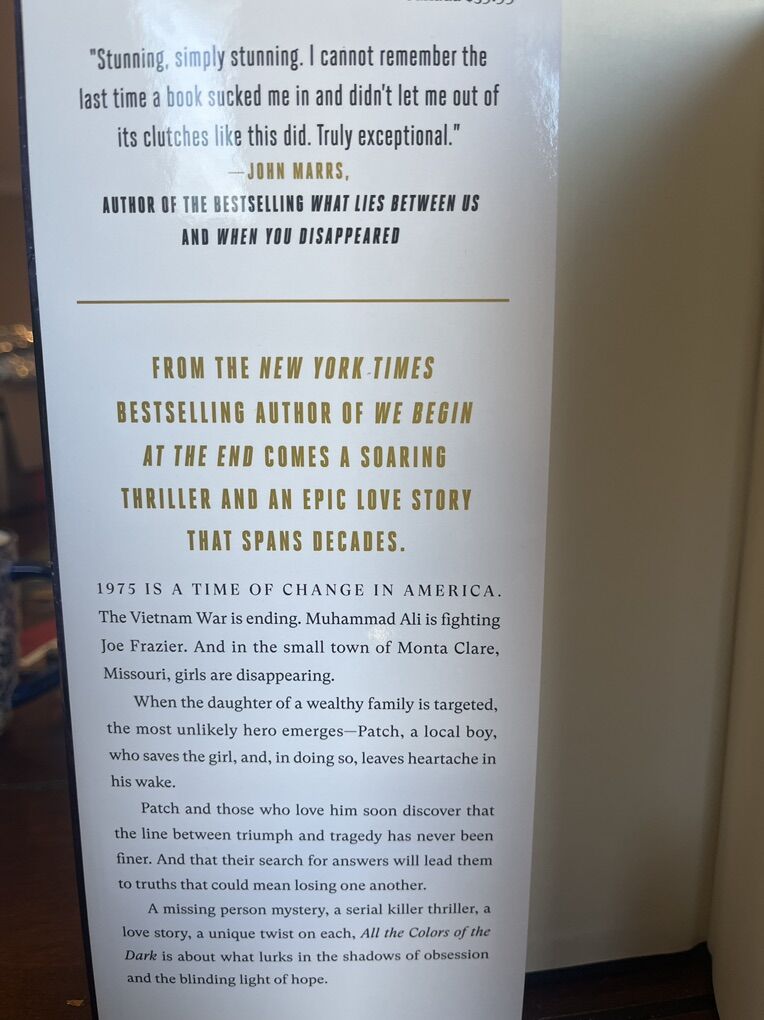 "Stunning, simply stunning. I cannot remember the
last time a book sucked me in and didn't let me out of
its clutches like this did. Truly exceptional."
—JOHN MARRS,
AUTHOR OF THE BESTSELLING WHAT LIES BETWEEN US
AND WHEN YOU DISAPPEARED
FROM THE NEW YORK TIMES
BESTSELLING AUTHOR OF WE BEGIN
AT THE END COMES A SOARING
THRILLER AND AN EPIC LOVE STORY
THAT SPANS DECADES.
1975 IS A TIME OF CHANGE IN AMERICA.
The Vietnam War is ending. Muhammad Ali is fighting
Joe Frazier. And in the small town of Monta Clare,
Missouri, girls are disappearing.
When the daughter of a wealthy family is targeted,
the most unlikely hero emerges—Patch, a local boy,
who saves the girl, and, in doing so, leaves heartache in
his wake.
Patch and those who love him soon discover that
the line between triumph and tragedy has never been
finer. And that their search for answers will lead them
to truths that could mean losing one another.
A missing person mystery, a serial killer thriller, a
love story, a unique twist on each, All the Colors of the
Dark is about what lurks in the shadows of obsession
and the blinding light of hope.